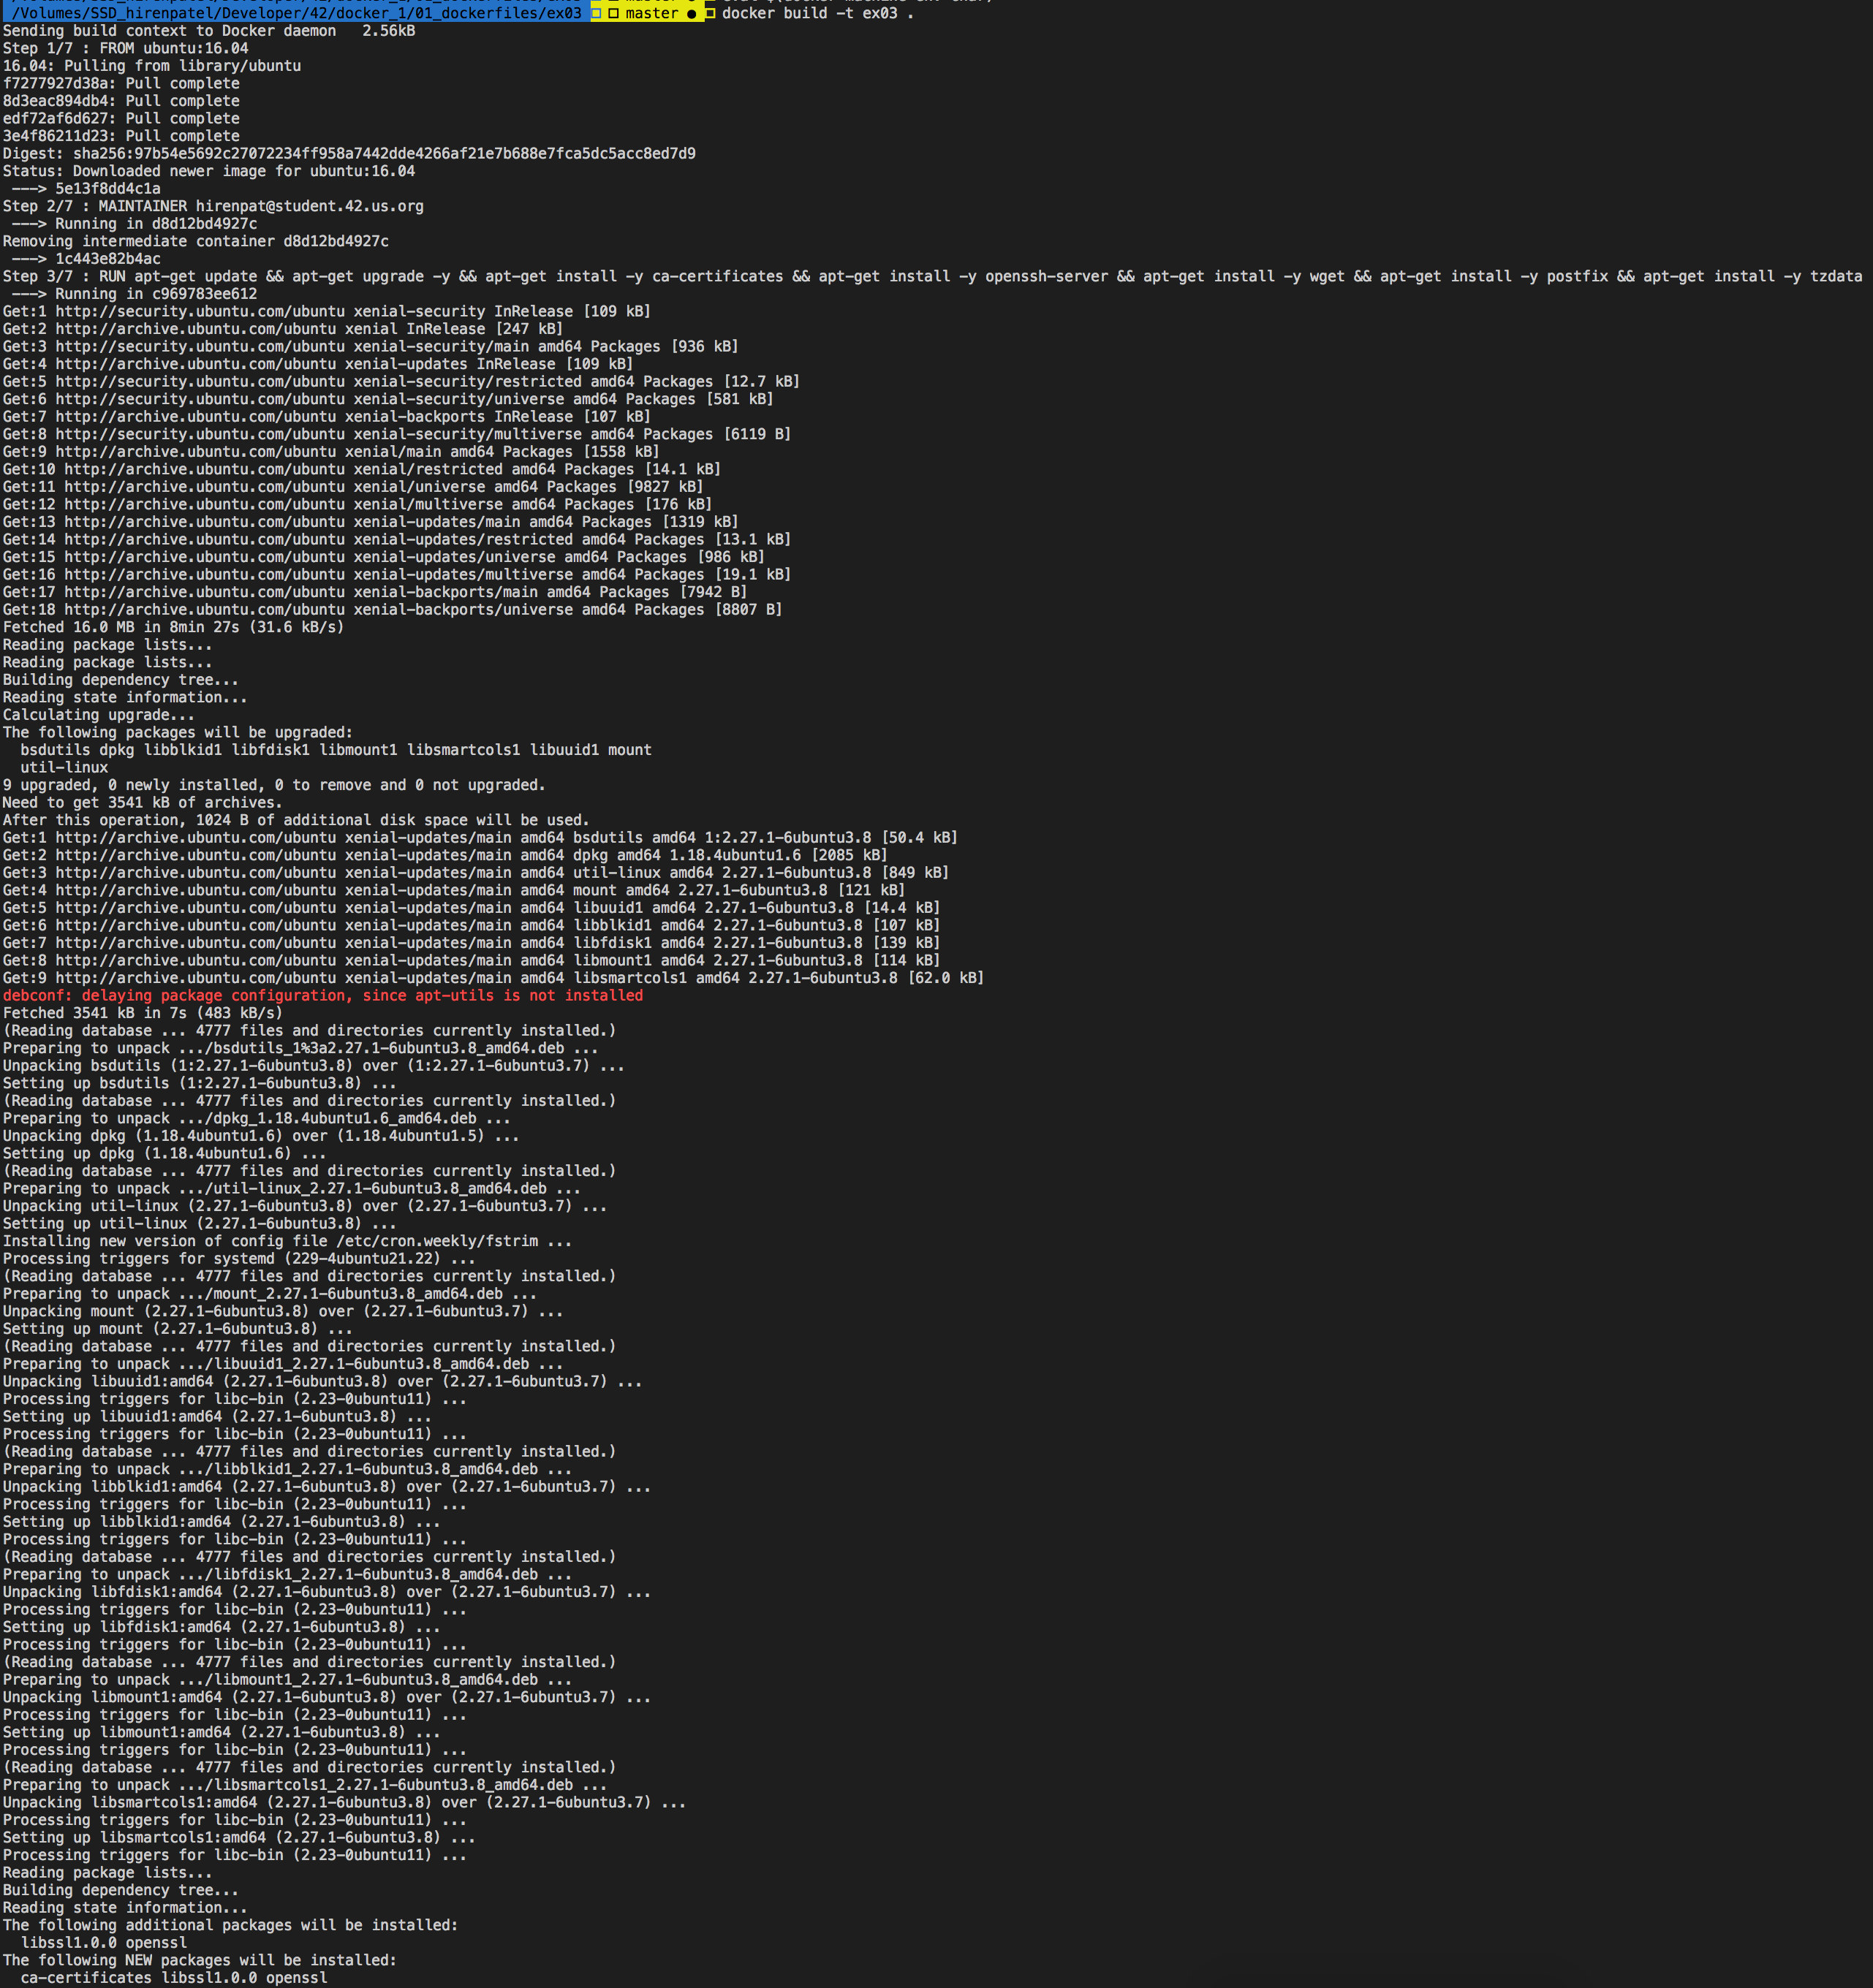 /Volumes/SSD_hirenpatel/Developer/42/docker_1/01_dockerfiles/ex03 master ● docker build -t ex03 .
Sending build context to Docker daemon 2.56kB
Step 1/7 : FROM ubuntu:16.04
16.04: Pulling from library/ubuntu
f7277927d38a: Pull complete
8d3eac894db4: Pull complete
edf72af6d627: Pull complete
3e4f86211d23: Pull complete
Digest: sha256:97b54e5692c27072234ff958a7442dde4266af21e7b688e7fca5dc5acc8ed7d9
Status: Downloaded newer image for ubuntu:16.04
---> 5e13f8dd4c1a
Step 2/7 : MAINTAINER hirenpat@student.42.us.org
---> Running in d8d12bd4927c
Removing intermediate container d8d12bd4927c
---> 1c443e82b4ac
Step 3/7 : RUN apt-get update && apt-get upgrade -y && apt-get install -y ca-certificates && apt-get install -y openssh-server && apt-get install -y wget && apt-get install -y postfix && apt-get install -y tzdata
---> Running in c969783ee612
Get:1 http://security.ubuntu.com/ubuntu xenial-security InRelease [109 kB]
Get:2 http://archive.ubuntu.com/ubuntu xenial InRelease [247 kB]
Get:3 http://security.ubuntu.com/ubuntu xenial-security/main amd64 Packages [936 kB]
Get:4 http://archive.ubuntu.com/ubuntu xenial-updates InRelease [109 kB]
Get:5 http://security.ubuntu.com/ubuntu xenial-security/restricted amd64 Packages [12.7 kB]
Get:6 http://security.ubuntu.com/ubuntu xenial-security/universe amd64 Packages [581 kB]
Get:7 http://archive.ubuntu.com/ubuntu xenial-backports InRelease [107 kB]
Get:8 http://security.ubuntu.com/ubuntu xenial-security/multiverse amd64 Packages [6119 B]
Get:9 http://archive.ubuntu.com/ubuntu xenial/main amd64 Packages [1558 kB]
Get:10 http://archive.ubuntu.com/ubuntu xenial/restricted amd64 Packages [14.1 kB]
Get:11 http://archive.ubuntu.com/ubuntu xenial/universe amd64 Packages [9827 kB]
Get:12 http://archive.ubuntu.com/ubuntu xenial/multiverse amd64 Packages [176 kB]
Get:13 http://archive.ubuntu.com/ubuntu xenial-updates/main amd64 Packages [1319 kB]
Get:14 http://archive.ubuntu.com/ubuntu xenial-updates/restricted amd64 Packages [13.1 kB]
Get:15 http://archive.ubuntu.com/ubuntu xenial-updates/universe amd64 Packages [986 kB]
Get:16 http://archive.ubuntu.com/ubuntu xenial-updates/multiverse amd64 Packages [19.1 kB]
Get:17 http://archive.ubuntu.com/ubuntu xenial-backports/main amd64 Packages [7942 B]
Get:18 http://archive.ubuntu.com/ubuntu xenial-backports/universe amd64 Packages [8807 B]
Fetched 16.0 MB in 8min 27s (31.6 kB/s)
Reading package lists...
Reading package lists...
Building dependency tree...
Reading state information...
Calculating upgrade...
The following packages will be upgraded:
bsdutils dpkg libblkid1 libfdisk1 libmount1 libsmartcols1 libuuid1 mount
util-linux
9 upgraded, 0 newly installed, 0 to remove and 0 not upgraded.
Need to get 3541 kB of archives.
After this operation, 1024 B of additional disk space will be used.
Get:1 http://archive.ubuntu.com/ubuntu xenial-updates/main amd64 bsdutils amd64 1:2.27.1-6ubuntu3.8 [50.4 kB]
Get:2 http://archive.ubuntu.com/ubuntu xenial-updates/main amd64 dpkg amd64 1.18.4ubuntu1.6 [2085 kB]
Get:3 http://archive.ubuntu.com/ubuntu xenial-updates/main amd64 util-linux amd64 2.27.1-6ubuntu3.8 [849 kB]
Get:4 http://archive.ubuntu.com/ubuntu xenial-updates/main amd64 mount amd64 2.27.1-6ubuntu3.8 [121 kB]
Get:5 http://archive.ubuntu.com/ubuntu xenial-updates/main amd64 libuuid1 amd64 2.27.1-6ubuntu3.8 [14.4 kB]
Get:6 http://archive.ubuntu.com/ubuntu xenial-updates/main amd64 libblkid1 amd64 2.27.1-6ubuntu3.8 [107 kB]
Get:7 http://archive.ubuntu.com/ubuntu xenial-updates/main amd64 libfdisk1 amd64 2.27.1-6ubuntu3.8 [139 kB]
Get:8 http://archive.ubuntu.com/ubuntu xenial-updates/main amd64 libmount1 amd64 2.27.1-6ubuntu3.8 [114 kB]
Get:9 http://archive.ubuntu.com/ubuntu xenial-updates/main amd64 libsmartcols1 amd64 2.27.1-6ubuntu3.8 [62.0 kB]
debconf: delaying package configuration, since apt-utils is not installed
Fetched 3541 kB in 7s (483 kB/s)
(Reading database ... 4777 files and directories currently installed.)
Preparing to unpack .../bsdutils_1%3a2.27.1-6ubuntu3.8_amd64.deb ...
Unpacking bsdutils (1:2.27.1-6ubuntu3.8) over (1:2.27.1-6ubuntu3.7) ...
Setting up bsdutils (1:2.27.1-6ubuntu3.8) ...
(Reading database ... 4777 files and directories currently installed.)
Preparing to unpack .../dpkg_1.18.4ubuntu1.6_amd64.deb ...
Unpacking dpkg (1.18.4ubuntu1.6) over (1.18.4ubuntu1.5) ...
Setting up dpkg (1.18.4ubuntu1.6) ...
(Reading database ... 4777 files and directories currently installed.)
Preparing to unpack .../util-linux_2.27.1-6ubuntu3.8_amd64.deb ...
Unpacking util-linux (2.27.1-6ubuntu3.8) over (2.27.1-6ubuntu3.7) ...
Setting up util-linux (2.27.1-6ubuntu3.8) ...
Installing new version of config file /etc/cron.weekly/fstrim ...
Processing triggers for systemd (229-4ubuntu21.22) ...
(Reading database ... 4777 files and directories currently installed.)
Preparing to unpack .../mount_2.27.1-6ubuntu3.8_amd64.deb ...
Unpacking mount (2.27.1-6ubuntu3.8) over (2.27.1-6ubuntu3.7) ...
Setting up mount (2.27.1-6ubuntu3.8) ...
(Reading database ... 4777 files and directories currently installed.)
Preparing to unpack .../libuuid1_2.27.1-6ubuntu3.8_amd64.deb ...
Unpacking libuuid1:amd64 (2.27.1-6ubuntu3.8) over (2.27.1-6ubuntu3.7) ...
Processing triggers for libc-bin (2.23-0ubuntu11) ...
Setting up libuuid1:amd64 (2.27.1-6ubuntu3.8) ...
Processing triggers for libc-bin (2.23-0ubuntu11) ...
(Reading database ... 4777 files and directories currently installed.)
Preparing to unpack .../libblkid1_2.27.1-6ubuntu3.8_amd64.deb ...
Unpacking libblkid1:amd64 (2.27.1-6ubuntu3.8) over (2.27.1-6ubuntu3.7) ...
Processing triggers for libc-bin (2.23-0ubuntu11) ...
Setting up libblkid1:amd64 (2.27.1-6ubuntu3.8) ...
Processing triggers for libc-bin (2.23-0ubuntu11) ...
(Reading database ... 4777 files and directories currently installed.)
Preparing to unpack .../libfdisk1_2.27.1-6ubuntu3.8_amd64.deb ...
Unpacking libfdisk1:amd64 (2.27.1-6ubuntu3.8) over (2.27.1-6ubuntu3.7) ...
Processing triggers for libc-bin (2.23-0ubuntu11) ...
Setting up libfdisk1:amd64 (2.27.1-6ubuntu3.8) ...
Processing triggers for libc-bin (2.23-0ubuntu11) ...
(Reading database ... 4777 files and directories currently installed.)
Preparing to unpack .../libmount1_2.27.1-6ubuntu3.8_amd64.deb ...
Unpacking libmount1:amd64 (2.27.1-6ubuntu3.8) over (2.27.1-6ubuntu3.7) ...
Processing triggers for libc-bin (2.23-0ubuntu11) ...
Setting up libmount1:amd64 (2.27.1-6ubuntu3.8) ...
Processing triggers for libc-bin (2.23-0ubuntu11) ...
(Reading database ... 4777 files and directories currently installed.)
Preparing to unpack .../libsmartcols1_2.27.1-6ubuntu3.8_amd64.deb ...
Unpacking libsmartcols1:amd64 (2.27.1-6ubuntu3.8) over (2.27.1-6ubuntu3.7) ...
Processing triggers for libc-bin (2.23-0ubuntu11) ...
Setting up libsmartcols1:amd64 (2.27.1-6ubuntu3.8) ...
Processing triggers for libc-bin (2.23-0ubuntu11) ...
Reading package lists...
Building dependency tree...
Reading state information...
The following additional packages will be installed:
libssl1.0.0 openssl
The following NEW packages will be installed:
ca-certificates libssl1.0.0 openssl